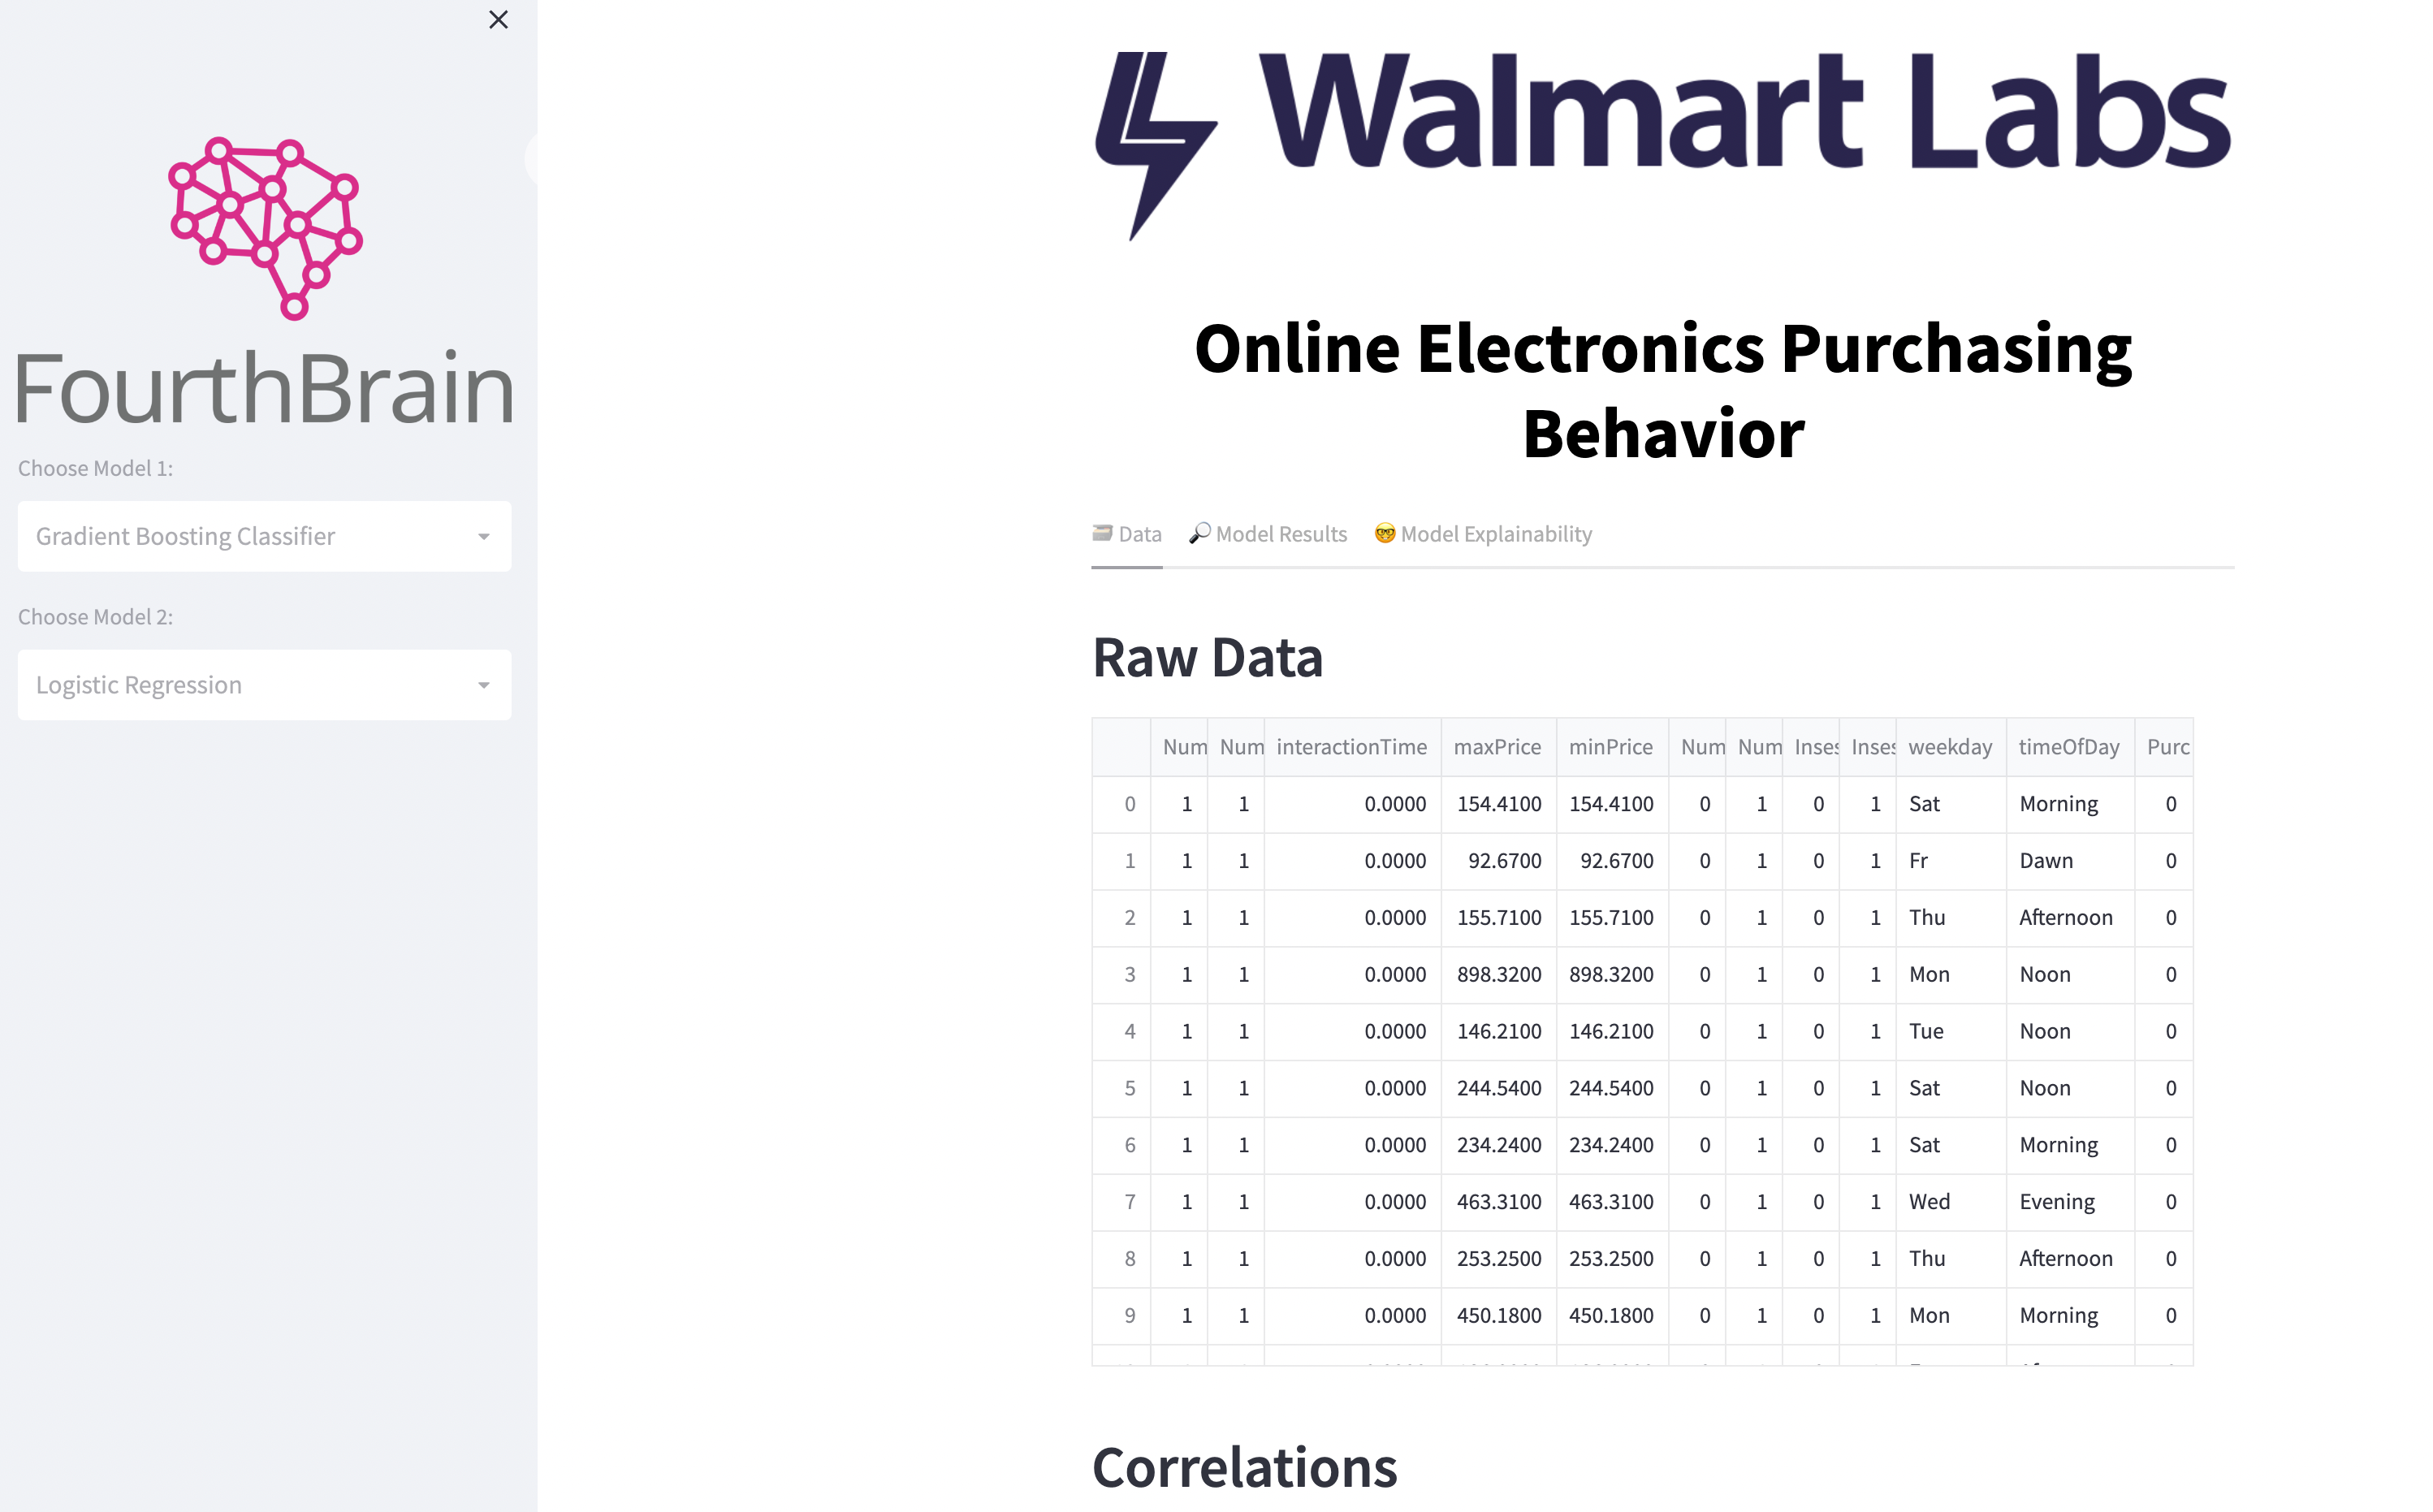 FourthBrain
Choose Model 1:
Gradient Boosting Classifier
Choose Model 2:
Logistic Regression
Walmart Labs
Online Electronics Purchasing
Behavior
Data Model Results Model Explainability
Raw Data
Num Num interactionTime maxPrice minPrice Num Num Inses Inses weekday timeOfDay Purc
0 1 1 0.0000 154.4100 154.4100 0 1 0 1 Sat Morning 0
1 1 1 0.0000 92.6700 92.6700 0 1 0 1 Fr Dawn 0
2 1 1 0.0000 155.7100 155.7100 0 1 0 1 Thu Afternoon 0
3 1 1 0.0000 898.3200 898.3200 0 1 0 1 Mon Noon 0
4 1 1 0.0000 146.2100 146.2100 0 1 0 1 Tue Noon 0
5 1 1 0.0000 244.5400 244.5400 0 1 0 1 Sat Noon 0
6 1 1 0.0000 234.2400 234.2400 0 1 0 1 Sat Morning 0
7 1 1 0.0000 463.3100 463.3100 0 1 0 1 Wed Evening 0
8 1 1 0.0000 253.2500 253.2500 0 1 0 1 Thu Afternoon 0
9 1 1 0.0000 450.1800 450.1800 0 1 0 1 Mon Morning 0
Correlations